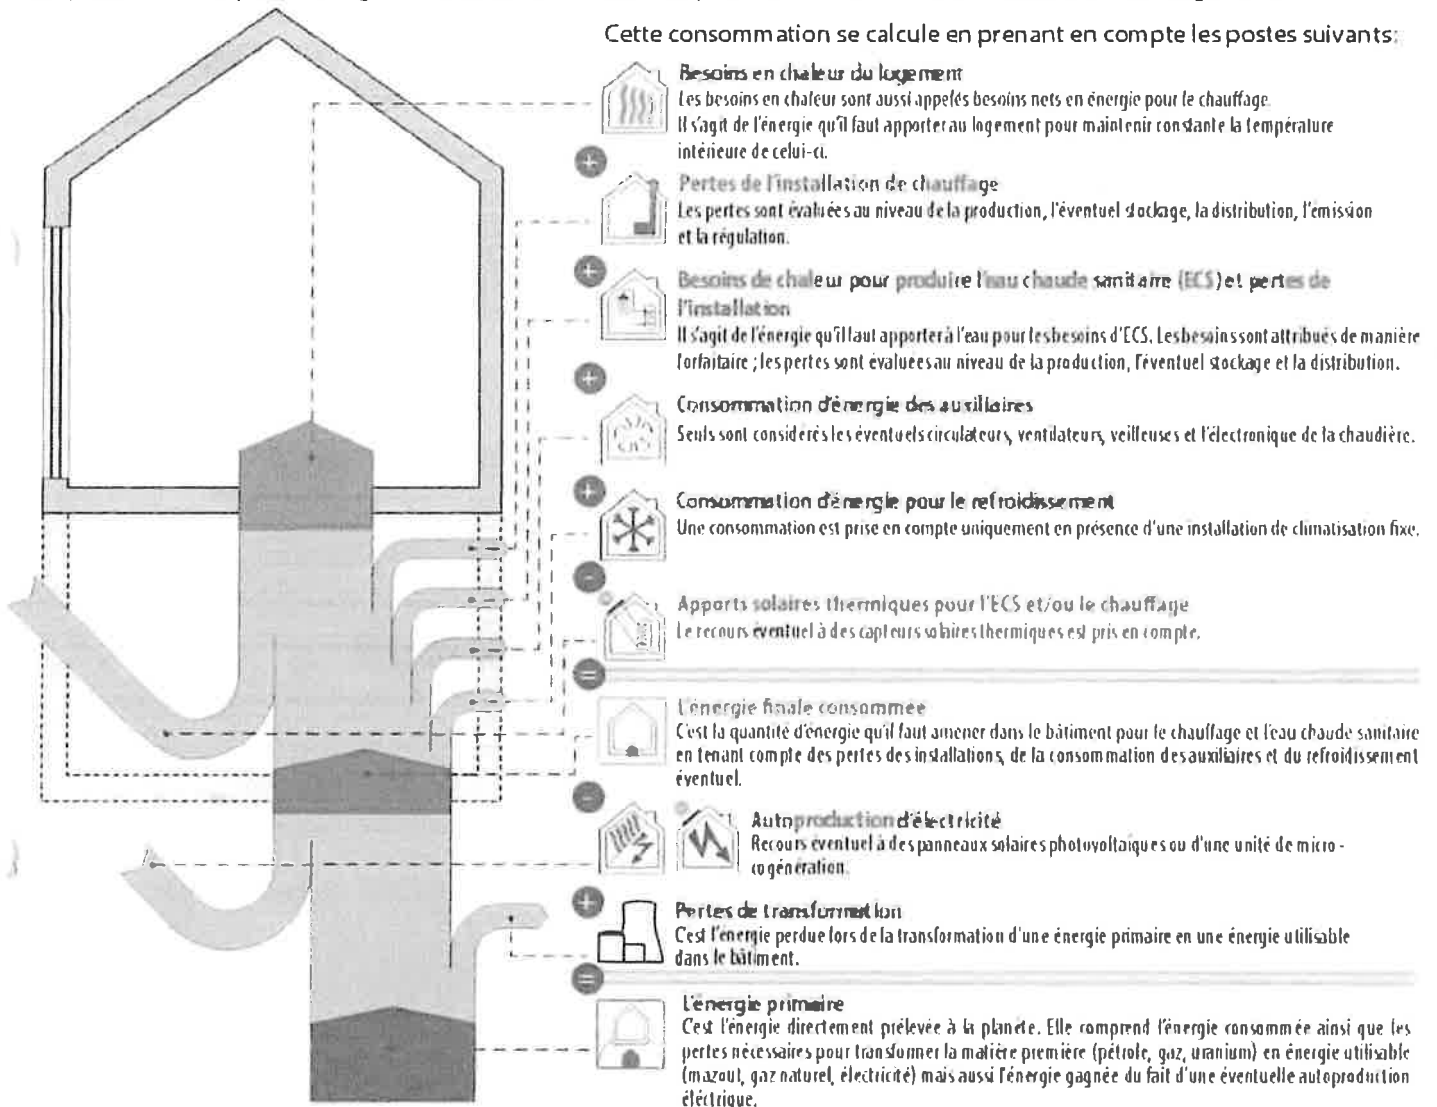 Cette consommation se calcule en prenant en compte les postes suivants:
Besoins en chaleur du logement
Les besoins en chaleur sont aussi appelés besoins nets en énergie pour le chauffage.
Il s'agit de l'énergie qu'il faut apporter au logement pour maintenir constante la température
intérieure de celui-ci.
+
Pertes de l'installation de chauffage
Les pertes sont évaluées au niveau de la production, l'éventuel stockage, la distribution, l'émission
et la régulation.
+
Besoins de chaleur pour produire l'eau chaude sanitaire (ECS) et pertes de
l'installation
Il s'agit de l'énergie qu'il faut apporter à l'eau pour les besoins d'ECS. Les besoins sont attribués de manière
forfaitaire ; les pertes sont évaluées au niveau de la production, l'éventuel stockage et la distribution.
+
Consommation d'énergie des auxiliaires
Seuls sont considérés les éventuels circulateurs, ventilateurs, veilleuses et l'électronique de la chaudière.
+
Consommation d'énergie pour le refroidissement
Une consommation est prise en compte uniquement en présence d'une installation de climatisation fixe.
-
Apports solaires thermiques pour l'ECS et/ou le chauffage
Le recours éventuel à des capteurs solaires thermiques est pris en compte.
=
L'énergie finale consommée
C'est la quantité d'énergie qu'il faut amener dans le bâtiment pour le chauffage et l'eau chaude sanitaire
en tenant compte des pertes des installations, de la consommation des auxiliaires et du refroidissement
éventuel.
-
Autoproduction d'électricité
Recours éventuel à des panneaux solaires photovoltaïques ou d'une unité de micro-
cogénération.
+
Pertes de transformation
C'est l'énergie perdue lors de la transformation d'une énergie primaire en une énergie utilisable
dans le bâtiment.
=
L'énergie primaire
C'est l'énergie directement prélevée à la planète. Elle comprend l'énergie consommée ainsi que les
pertes nécessaires pour transformer la matière première (pétrole, gaz, uranium) en énergie utilisable
(mazout, gaz naturel, électricité) mais aussi l'énergie gagnée du fait d'une éventuelle autoproduction
éléctrique.